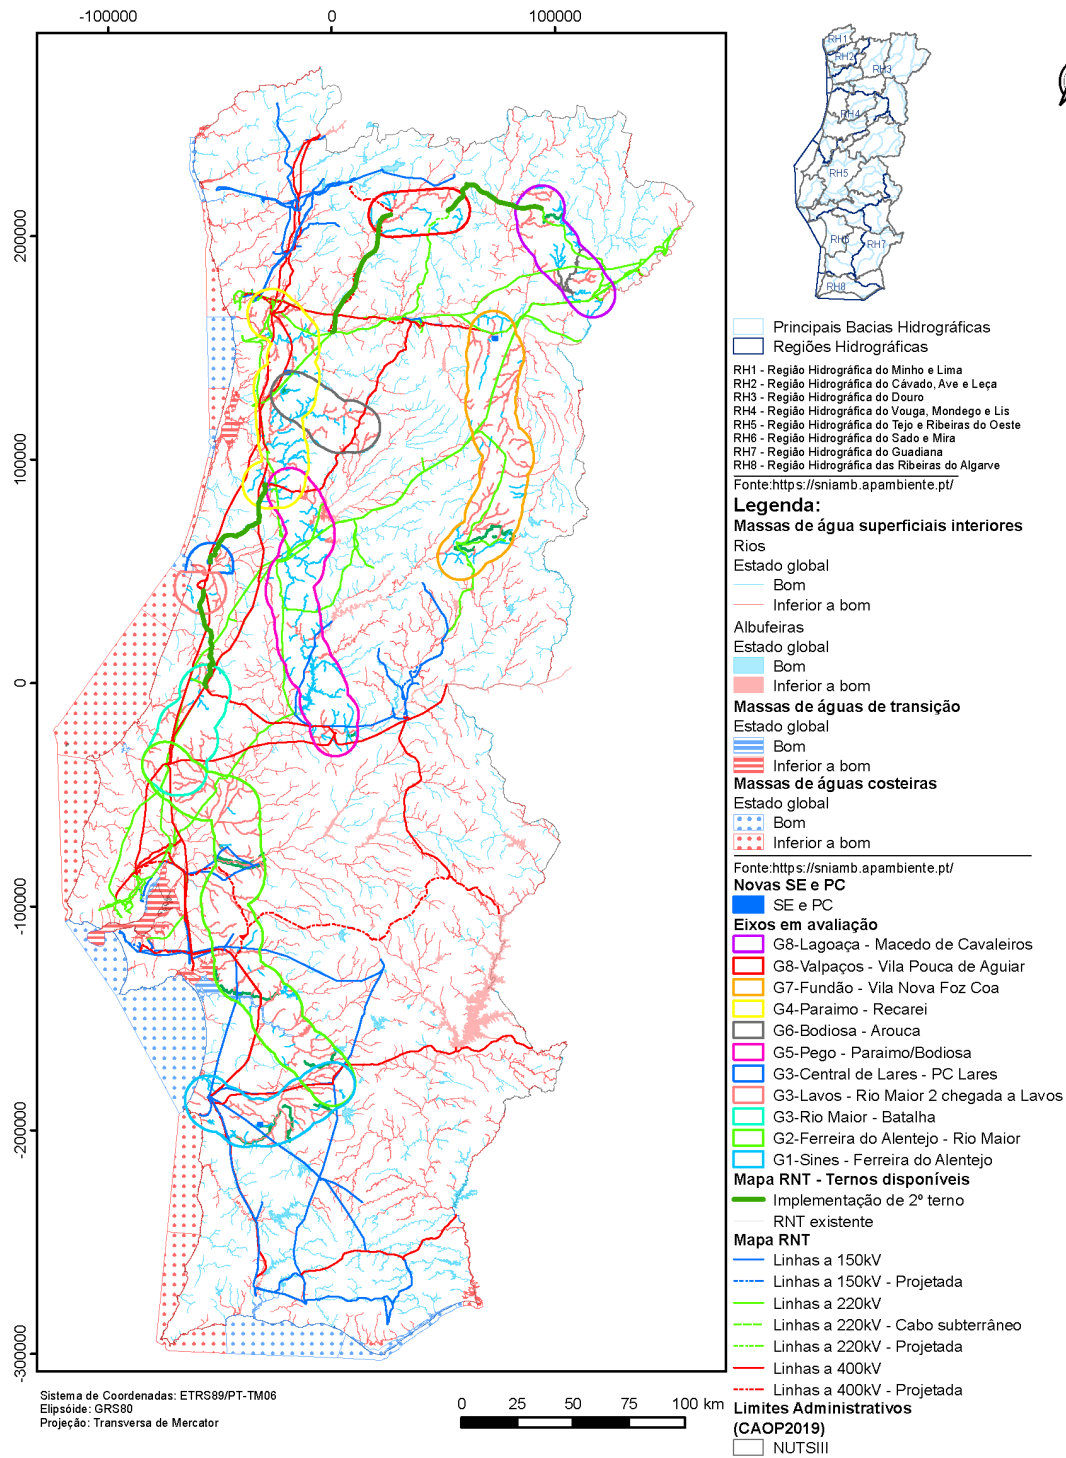 -100000
0
100000
200000
100000
0
-100000
-200000
-300000
RH1
RH2
RH3
RH4
RH5
RH6
RH7
RH8
Principais Bacias Hidrográficas
Regiões Hidrográficas
RH1 - Região Hidrográfica do Minho e Lima
RH2 - Região Hidrográfica do Cávado, Ave e Leça
RH3 - Região Hidrográfica do Douro
RH4 - Região Hidrográfica do Vouga, Mondego e Lis
RH5 - Região Hidrográfica do Tejo e Ribeiras do Oeste
RH6 - Região Hidrográfica do Sado e Mira
RH7 - Região Hidrográfica do Guadiana
RH8 - Região Hidrográfica das Ribeiras do Algarve
Fonte:https://sniamb.apambiente.pt/
Legenda:
Massas de água superficiais interiores
Rios
Estado global
Bom
Inferior a bom
Albufeiras
Estado global
Bom
Inferior a bom
Massas de águas de transição
Estado global
Bom
Inferior a bom
Massas de águas costeiras
Estado global
Bom
Inferior a bom
Fonte:https://sniamb.apambiente.pt/
Novas SE e PC
SE e PC
Eixos em avaliação
G8-Lagoaça - Macedo de Cavaleiros
G8-Valpaços - Vila Pouca de Aguiar
G7-Fundão - Vila Nova Foz Coa
G4-Paraimo - Recarei
G6-Bodiosa - Arouca
G5-Pego - Paraimo/Bodiosa
G3-Central de Lares - PC Lares
G3-Lavos - Rio Maior 2 chegada a Lavos
G3-Rio Maior - Batalha
G2-Ferreira do Alentejo - Rio Maior
G1-Sines - Ferreira do Alentejo
Mapa RNT - Ternos disponíveis
Implementação de 2º terno
RNT existente
Mapa RNT
Linhas a 150kV
Linhas a 150kV - Projetada
Linhas a 220kV
Linhas a 220kV - Cabo subterrâneo
Linhas a 220kV - Projetada
Linhas a 400kV
Linhas a 400kV - Projetada
Limites Administrativos
(CAOP2019)
NUTSIII
Sistema de Coordenadas: ETRS89/PT-TM06
Elipsóide: GRS80
Projeção: Transversa de Mercator
0 25 50 75 100 km